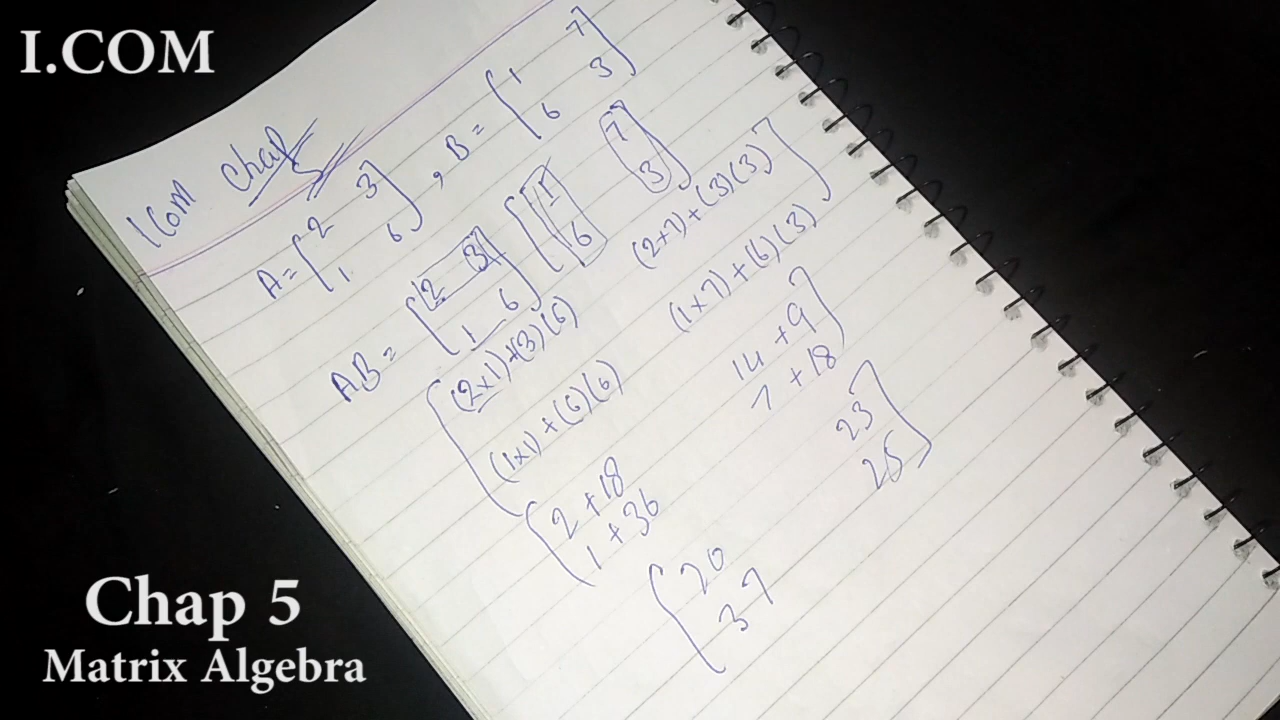 I.COM
ICOM Chap 5
A = [2 3 , B = [1 7
1 6] 6 3]
AB = [2 3 [1 7
1 6] 6 3]
[(2×1)+(3)(6) (2×7)+(3)(3)
(1×1)+(6)(6) (1×7)+(6)(3)]
[2+18 14+9
1+36 7+18]
[20 23
37 25]
Chap 5
Matrix Algebra